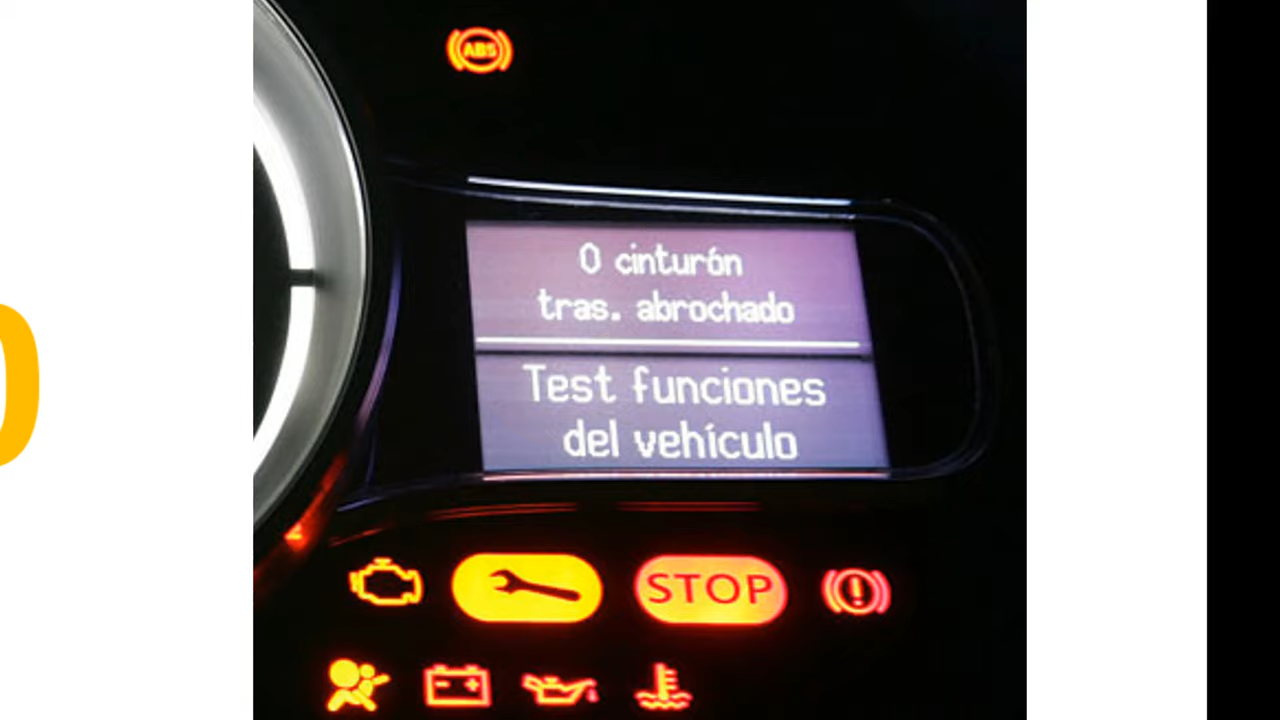 ABS
0 cinturón
tras. abrochado
Test funciones
del vehículo
STOP